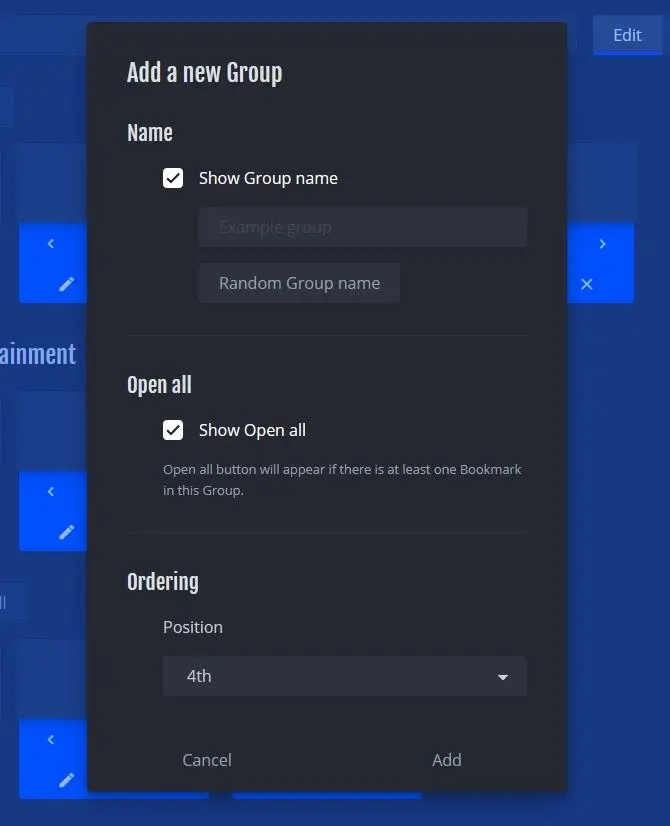 Edit
Add a new Group
Name
Show Group name
Example group
Random Group name
ainment
Open all
Show Open all
Open all button will appear if there is at least one Bookmark
in this Group.
Ordering
Position
4th
Cancel
Add